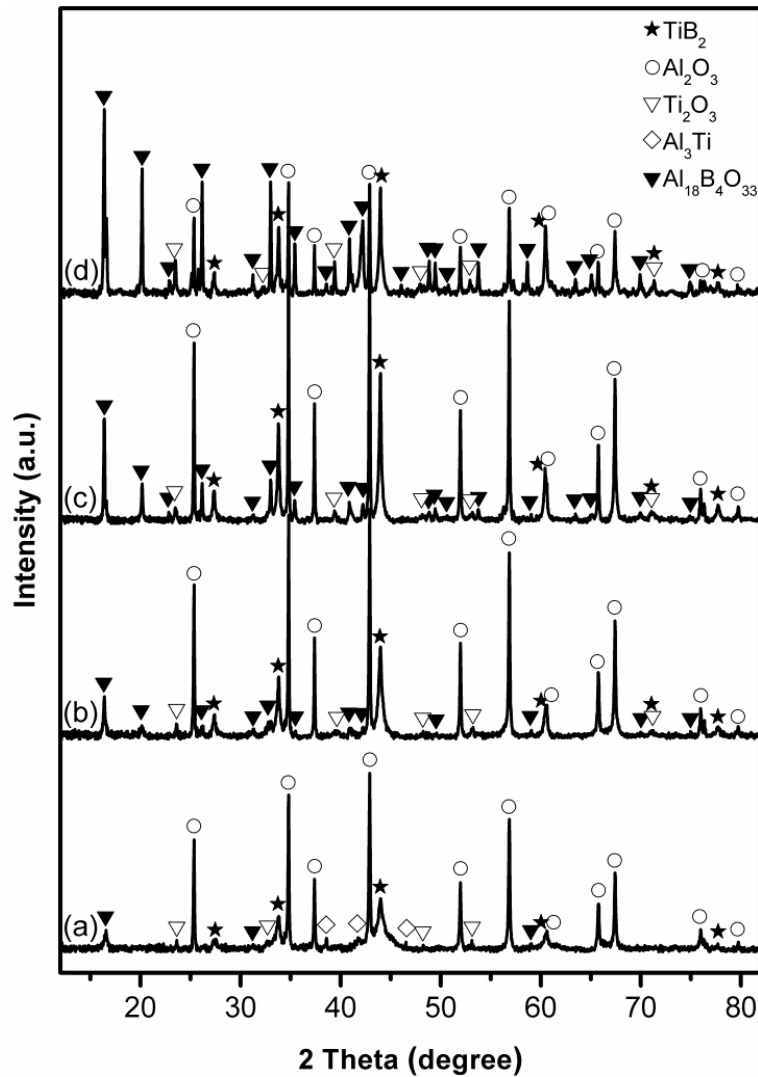 ★ TiB₂
○ Al₂O₃
▽ Ti₂O₃
◇ Al₃Ti
▼ Al₁₈B₄O₃₃
(d)
(c)
(b)
(a)
Intensity (a.u.)
20 30 40 50 60 70 80
2 Theta (degree)